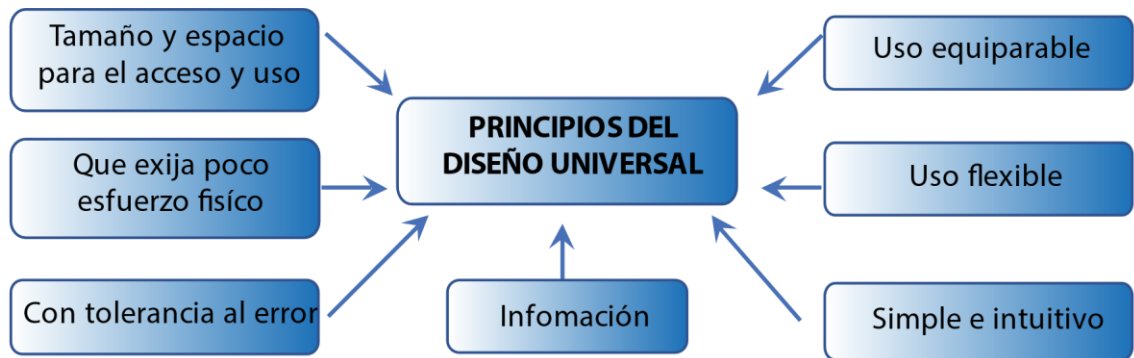 Tamaño y espacio
para el acceso y uso
Uso equiparable
PRINCIPIOS DEL
DISEÑO UNIVERSAL
Que exija poco
esfuerzo fisíco
Uso flexible
Con tolerancia al error
Infomación
Simple e intuitivo